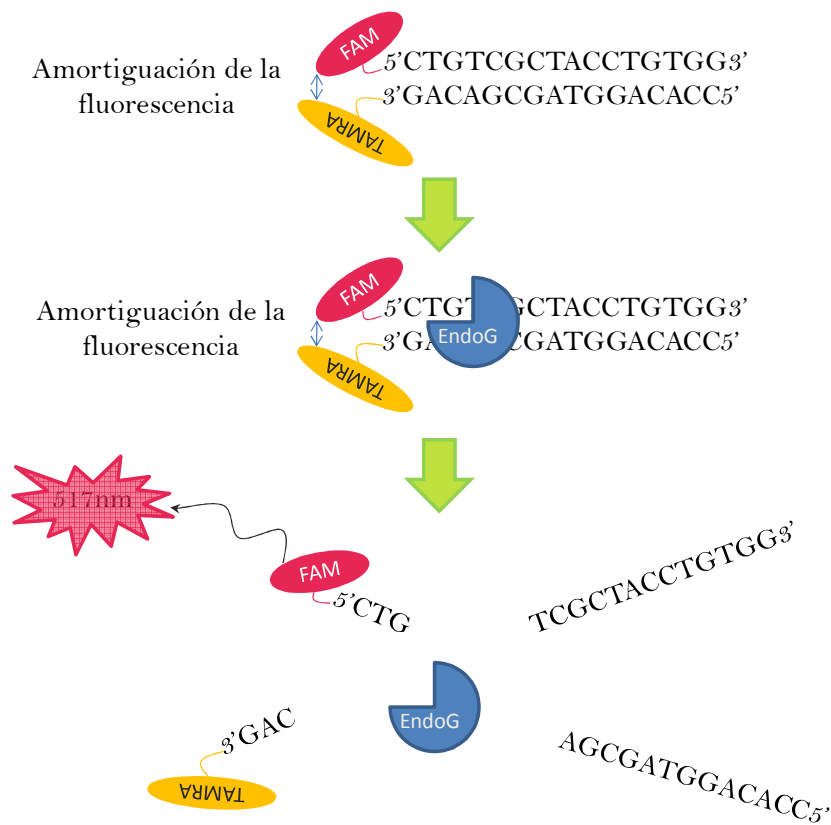 FAM
5'CTGTCGCTACCTGTGG3'
Amortiguación de la
fluorescencia
3'GACAGCGATGGACACC5'
TAMRA
FAM
5'CTGT GCTACCTGTGG3'
Amortiguación de la
fluorescencia
EndoG
3'GA CGATGGACACC5'
TAMRA
517nm
FAM
5'CTG
TCGCTACCTGTGG3'
EndoG
3'GAC
TAMRA
AGCGATGGACACC5'